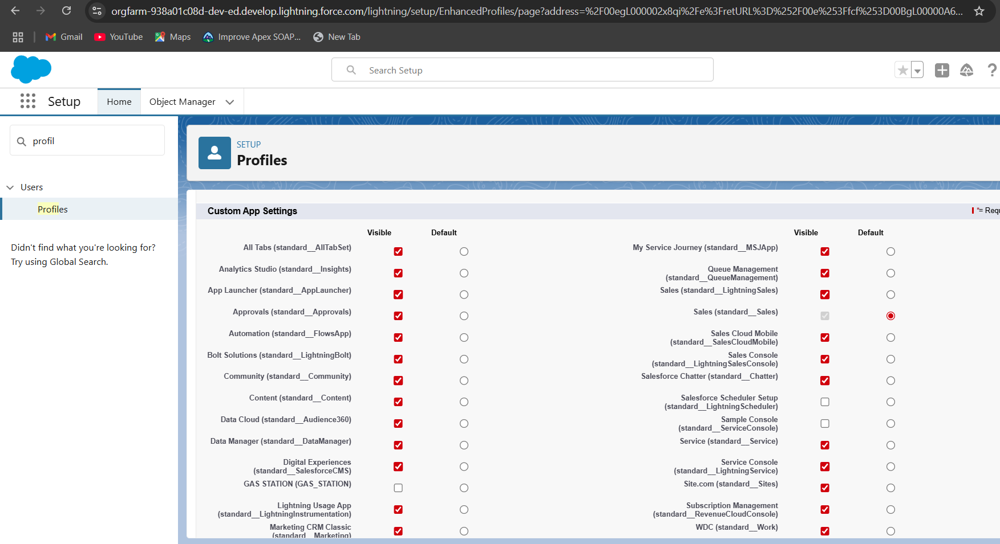 orgfarm-938a01c08d-dev-ed.develop.lightning.force.com/lightning/setup/EnhancedProfiles/page?address=%2F00egL000002x8qi%2Fe%3FretURL%3D%252F00e%253Ffcf%253D00BgL00000A6...
Gmail YouTube Maps Improve Apex SOAP... New Tab
Search Setup
Setup Home Object Manager
profil
Users
Profiles
Didn't find what you're looking for?
Try using Global Search.
SETUP
Profiles
Custom App Settings
*= Requ
Visible Default Visible Default
All Tabs (standard__AllTabSet)
My Service Journey (standard__MSJApp)
Analytics Studio (standard__Insights)
Queue Management
(standard__QueueManagement)
App Launcher (standard__AppLauncher)
Sales (standard__LightningSales)
Approvals (standard__Approvals)
Sales (standard__Sales)
Automation (standard__FlowsApp)
Sales Cloud Mobile
(standard__SalesCloudMobile)
Bolt Solutions (standard__LightningBolt)
Sales Console
(standard__LightningSalesConsole)
Community (standard__Community)
Salesforce Chatter (standard__Chatter)
Content (standard__Content)
Salesforce Scheduler Setup
(standard__LightningScheduler)
Data Cloud (standard__Audience360)
Sample Console
(standard__ServiceConsole)
Data Manager (standard__DataManager)
Service (standard__Service)
Digital Experiences
(standard__SalesforceCMS)
Service Console
(standard__LightningService)
GAS STATION (GAS_STATION)
Site.com (standard__Sites)
Lightning Usage App
(standard__LightningInstrumentation)
Subscription Management
(standard__RevenueCloudConsole)
Marketing CRM Classic
(standard__Marketing)
WDC (standard__Work)